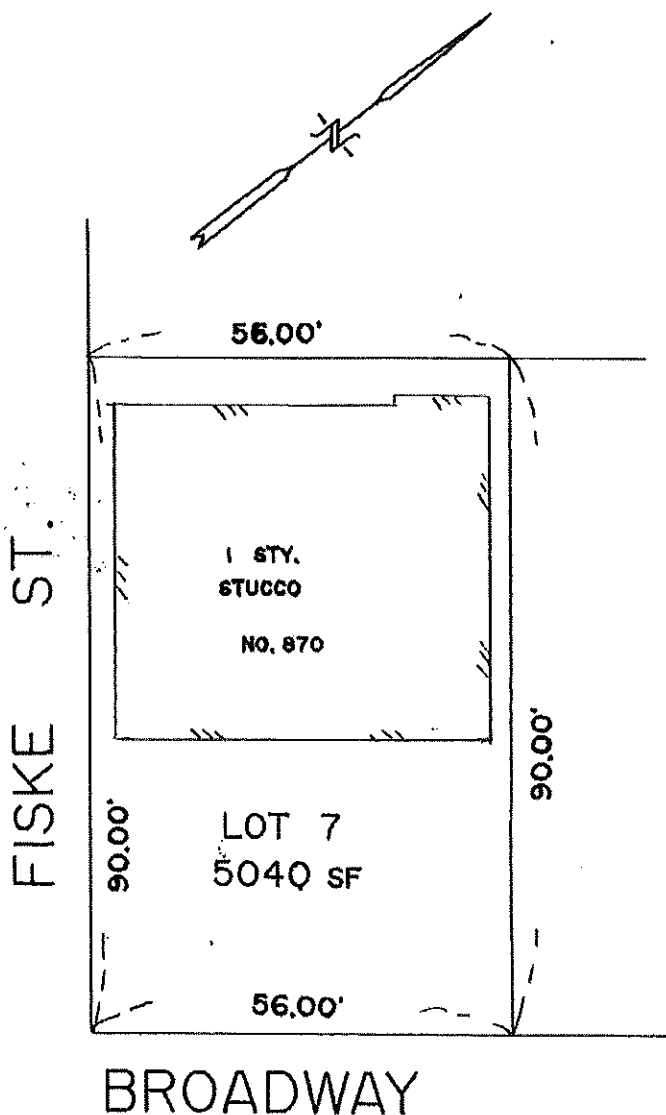 56.00'
FISKE ST.
1 STY.
STUCCO
NO. 870
90.00'
90.00'
LOT 7
5040 SF
56.00'
BROADWAY